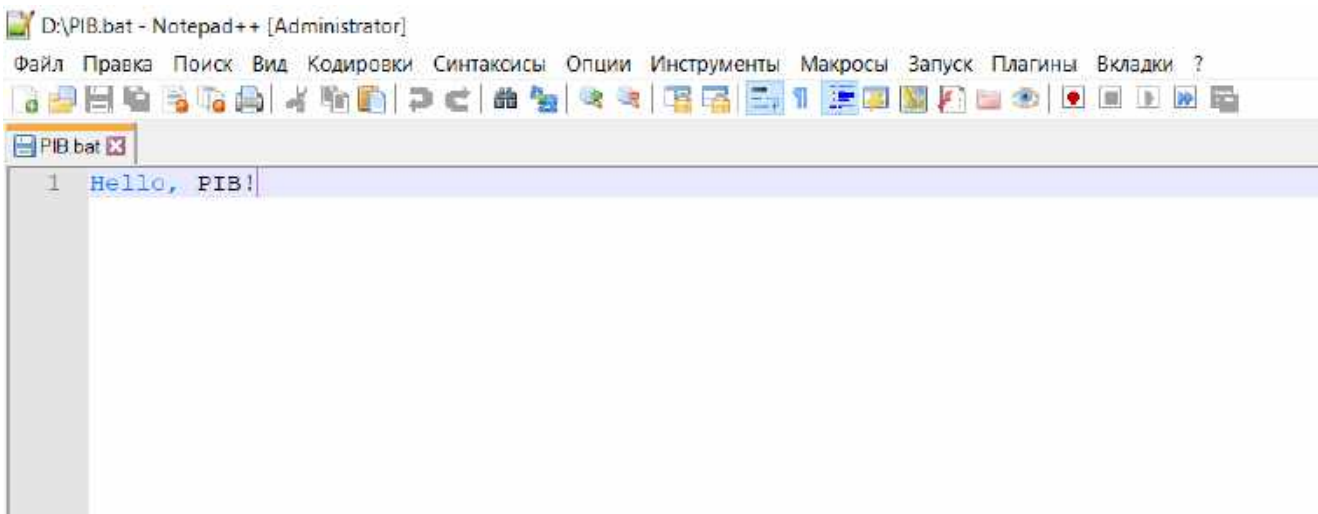 D:\PIB.bat - Notepad++ [Administrator]
Файл Правка Поиск Вид Кодировки Синтаксисы Опции Инструменты Макросы Запуск Плагины Вкладки ?
PIB.bat
1 Hello, PIB!